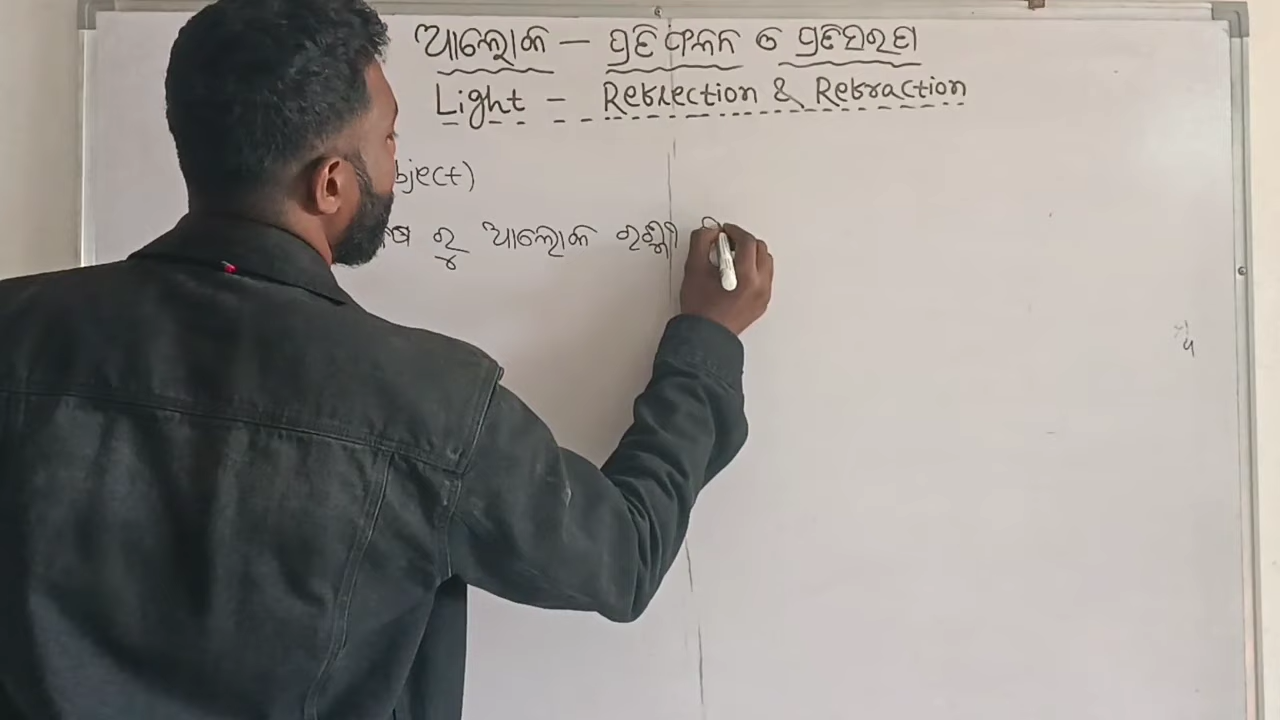 ଆଲୋକ – ପ୍ରତିଫଳନ ଓ ପ୍ରତିସରଣ
Light - Reflection & Refraction
bject)
ରୁ ଆଲୋକ ରଶ୍ମୀ